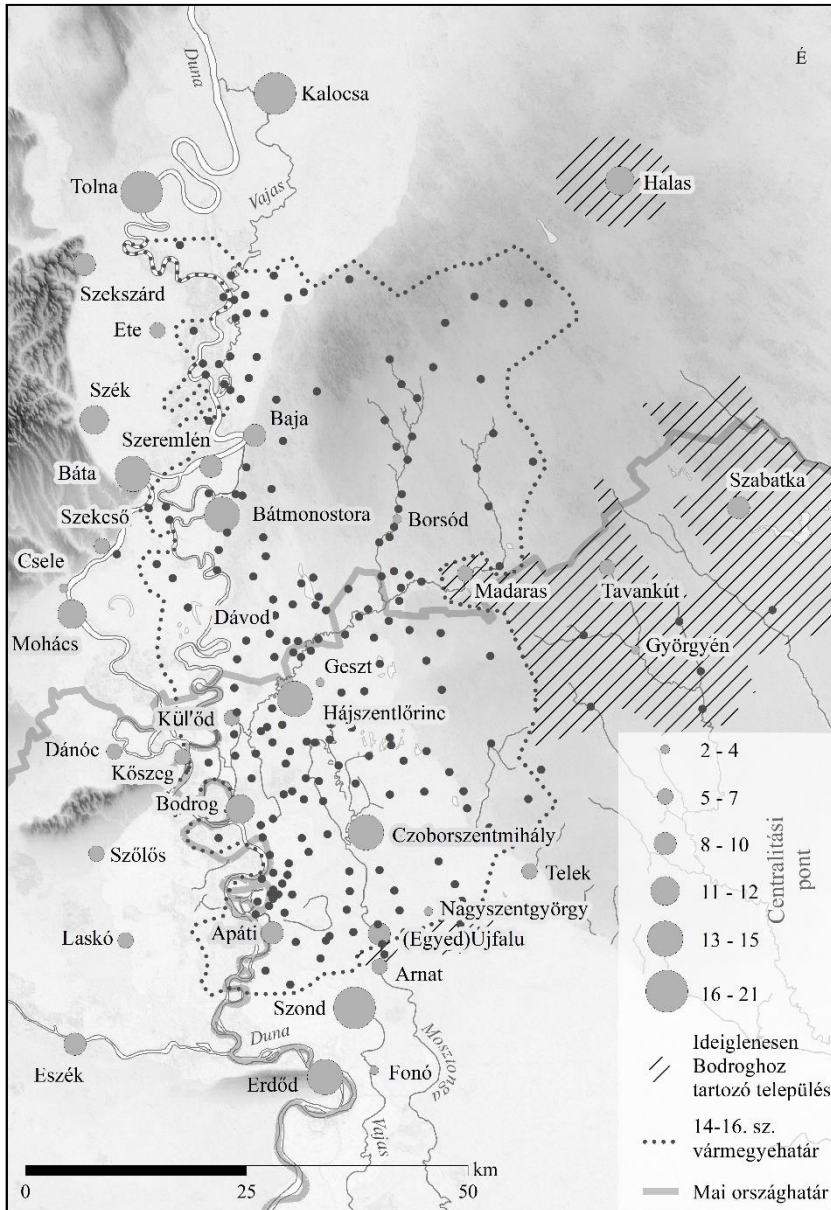 É
Duna
Kalocsa
Tolna
Vajas
Halas
Szekszárd
Ete
Szék
Baja
Szeremlén
Báta
Szabatka
Szekcső
Bátmonostora
Borsód
Csele
Madaras
Tavankút
Mohács
Dávod
Györgyén
Geszt
Hájszentlőrinc
Kül'őd
Dánóc
Kőszeg
2 - 4
5 - 7
Bodrog
Czoborszentmihály
8 - 10
Szőlős
Telek
11 - 12
Nagyszentgyörgy
Laskó
Apáti
(Egyed)Újfalu
13 - 15
Arnat
Centralitási
pont
Szond
16 - 21
Duna
Mosztonga
Eszék
Erdőd
Fonó
Vajas
Ideiglenesen
Bodroghoz
tartozó település
14-16. sz.
vármegyehatár
km
0
25
50
Mai országhatár